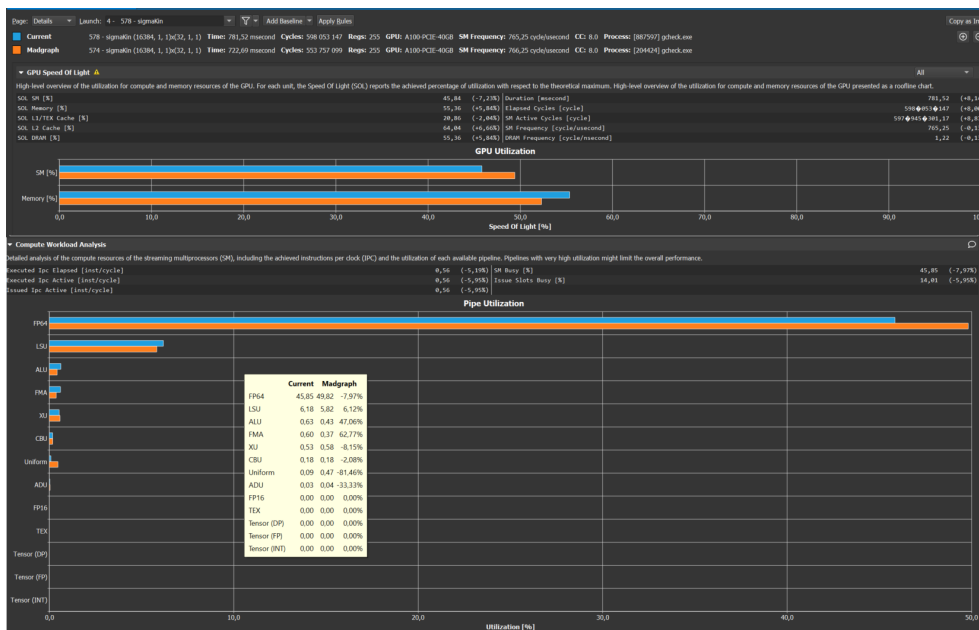 Page: Details Launch: 4 - 578 - sigmaKin Add Baseline Apply Rules Copy as
Current 578 - sigmaKin (16384, 1, 1)x(32, 1, 1) Time: 781,52 msecond Cycles: 598 053 147 Regs: 255 GPU: A100-PCIE-40GB SM Frequency: 765,25 cycle/usecond CC: 8.0 Process: [887597] gcheck.exe
Madgraph 574 - sigmaKin (16384, 1, 1)x(32, 1, 1) Time: 722,69 msecond Cycles: 553 757 099 Regs: 255 GPU: A100-PCIE-40GB SM Frequency: 766,25 cycle/usecond CC: 8.0 Process: [204424] gcheck.exe
GPU Speed Of Light All
High-level overview of the utilization for compute and memory resources of the GPU. For each unit, the Speed Of Light (SOL) reports the achieved percentage of utilization with respect to the theoretical maximum. High-level overview of the utilization for compute and memory resources of the GPU presented as a roofline chart.
SOL SM [%] 45,84 (-7,23%) Duration [msecond] 781,52
SOL Memory [%] 55,36 (+5,84%) Elapsed Cycles [cycle] 598�053�147
SOL L1/TEX Cache [%] 20,86 (-2,04%) SM Active Cycles [cycle] 597�945�301,17
SOL L2 Cache [%] 64,04 (+6,66%) SM Frequency [cycle/usecond] 765,25
SOL DRAM [%] 55,36 (+5,84%) DRAM Frequency [cycle/nsecond] 1,22
GPU Utilization
SM [%]
Memory [%]
0,0 10,0 20,0 30,0 40,0 50,0 60,0 70,0 80,0 90,0
Speed Of Light [%]
Compute Workload Analysis
Detailed analysis of the compute resources of the streaming multiprocessors (SM), including the achieved instructions per clock (IPC) and the utilization of each available pipeline. Pipelines with very high utilization might limit the overall performance.
Executed Ipc Elapsed [inst/cycle] 0,56 (-5,19%) SM Busy [%] 45,85 (-7,97%)
Executed Ipc Active [inst/cycle] 0,56 (-5,95%) Issue Slots Busy [%] 14,01 (-5,95%)
Issued Ipc Active [inst/cycle] 0,56 (-5,95%)
Pipe Utilization
FP64
LSU
ALU
FMA
XU
CBU
Uniform
ADU
FP16
TEX
Tensor (DP)
Tensor (FP)
Tensor (INT)
Current Madgraph
FP64 45,85 49,82 -7,97%
LSU 6,18 5,82 6,12%
ALU 0,63 0,43 47,06%
FMA 0,60 0,37 62,77%
XU 0,53 0,58 -8,15%
CBU 0,18 0,18 -2,08%
Uniform 0,09 0,47 -81,46%
ADU 0,03 0,04 -33,33%
FP16 0,00 0,00 0,00%
TEX 0,00 0,00 0,00%
Tensor (DP) 0,00 0,00 0,00%
Tensor (FP) 0,00 0,00 0,00%
Tensor (INT) 0,00 0,00 0,00%
0,0 10,0 20,0 30,0 40,0 50,0
Utilization [%]